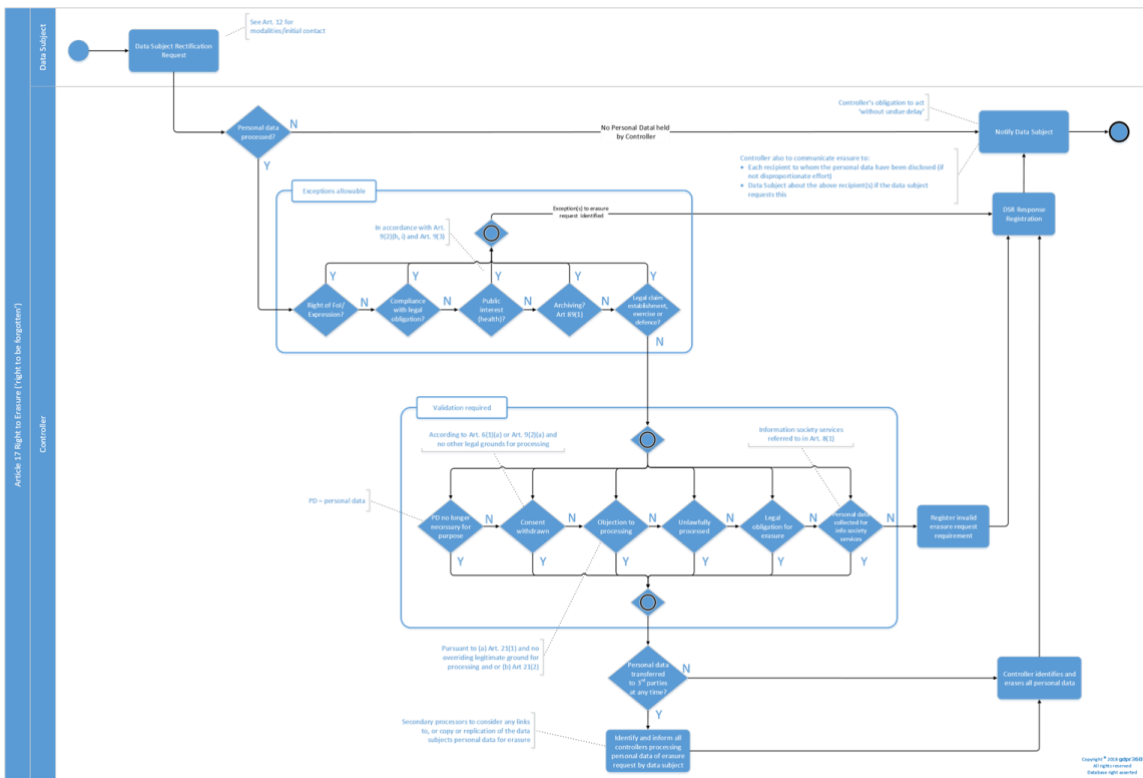 Article 17 Right to Erasure ('right to be forgotten')
Data Subject
Data Subject Rectification
Request
See Art. 12 for
modalities/initial contact
Controller
Personal data
processed?
N
Y
No Personal Datal held
by Controller
Controller's obligation to act
'without undue delay'
Notify Data Subject
Controller also to communicate erasure to:
• Each recipient to whom the personal data have been disclosed (if
not disproportionate effort)
• Data Subject about the above recipient(s) if the data subject
requests this
DSR Response
Registration
Exceptions allowable
Exception(s) to erasure
request identified
In accordance with Art.
9(2)(h, i) and Art. 9(3)
Y
Y
Y
Y
Y
Right of FoI/
Expression?
N
Compliance
with legal
obligation?
N
Public
interest
(health)?
N
Archiving?
Art 89(1)
N
Legal claim
establishment,
exercise or
defence?
N
Validation required
According to Art. 6(1)(a) or Art. 9(2)(a) and
no other legal grounds for processing
Information society services
referred to in Art. 8(1)
PD = personal data
PD no longer
necessary for
purpose
N
Consent
withdrawn
N
Objection to
processing
N
Unlawfully
processed
N
Legal
obligation for
erasure
N
Personal data
collected for
info society
services
N
Register invalid
erasure request
requirement
Y
Y
Y
Y
Y
Y
Pursuant to (a) Art. 21(1) and no
overriding legitimate ground for
processing and or (b) Art 21(2)
Personal data
transferred
to 3rd parties
at any time?
N
Y
Controller identifies and
erases all personal data
Secondary processors to consider any links
to, or copy or replication of the data
subjects personal data for erasure
Identify and inform all
controllers processing
personal data of erasure
request by data subject
Copyright © 2016 gdpr360
All rights reserved
Database right asserted